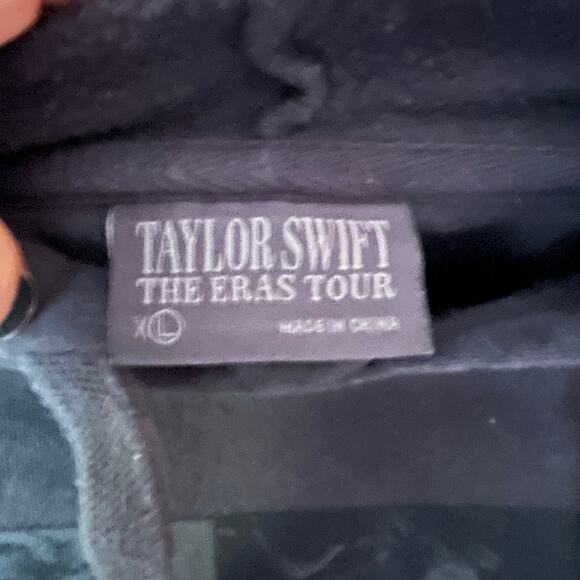 TAYLOR SWIFT
THE ERAS TOUR
XL MADE IN CHINA